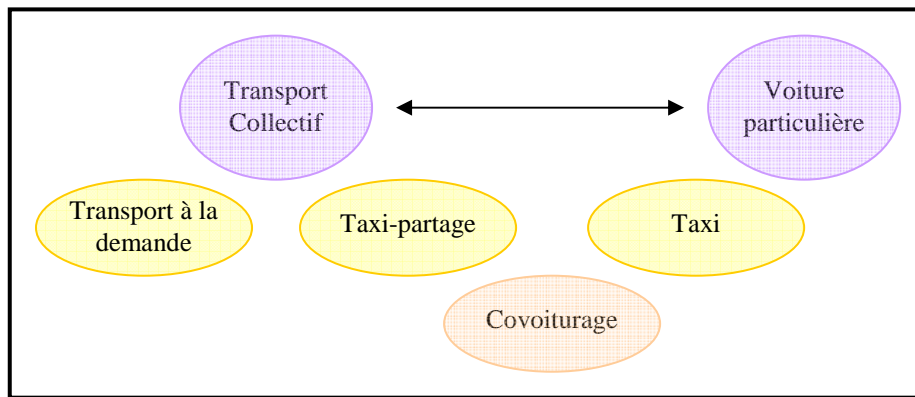 Transport
Collectif
Voiture
particulière
Transport à la
demande
Taxi-partage
Taxi
Covoiturage